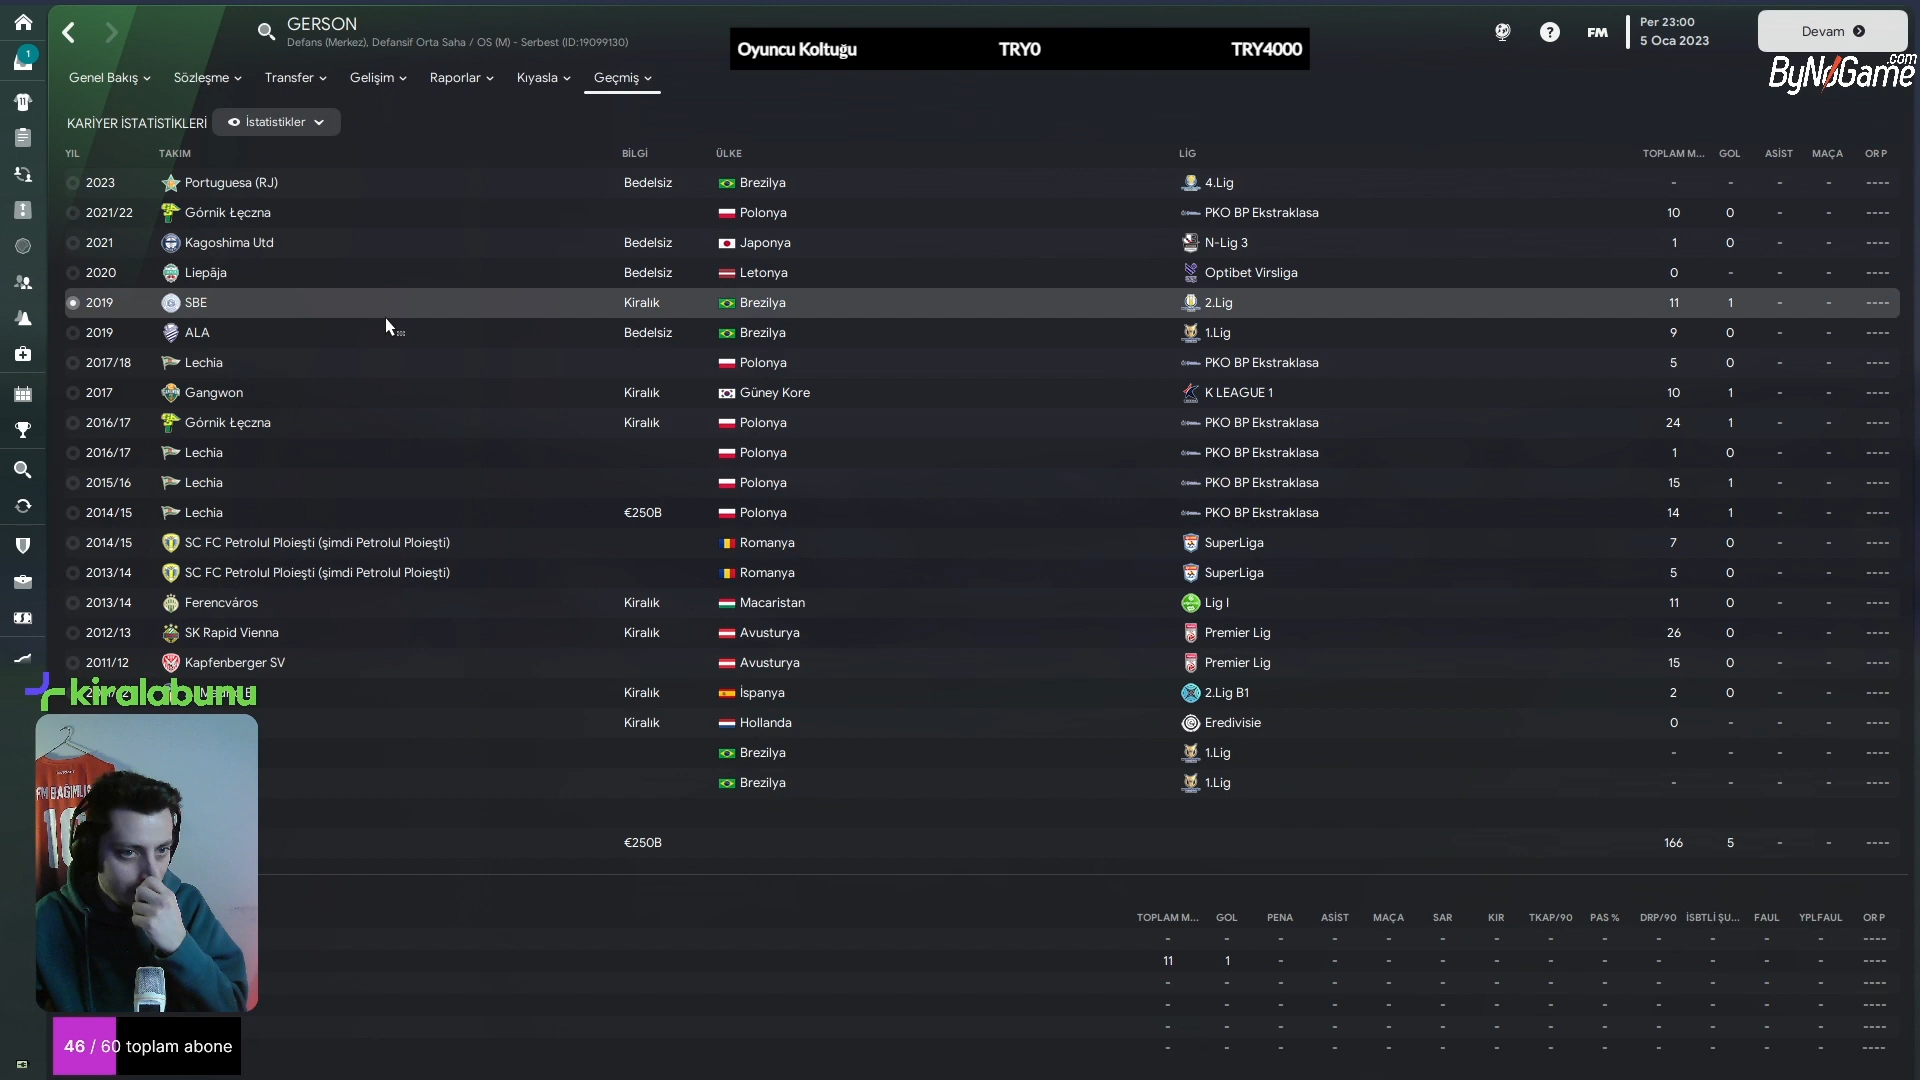 GERSON
Defans (Merkez), Defansif Orta Saha / OS (M) - Serbest (ID:19099130)
Oyuncu Koltuğu TRY0 TRY4000
? FM Per 23:00
5 Oca 2023
Devam
ByNoGame.com
1
Genel Bakış Sözleşme Transfer Gelişim Raporlar Kıyasla Geçmiş
KARİYER İSTATİSTİKLERİ İstatistikler
YIL TAKIM BİLGİ ÜLKE LİG TOPLAM M... GOL ASİST MAÇA OR P
2023 Portuguesa (RJ) Bedelsiz Brezilya 4.Lig - - - - ----
2021/22 Górnik Łęczna Polonya PKO BP Ekstraklasa 10 0 - - ----
2021 Kagoshima Utd Bedelsiz Japonya N-Lig 3 1 0 - - ----
2020 Liepāja Bedelsiz Letonya Optibet Virsliga 0 - - - ----
2019 SBE Kiralık Brezilya 2.Lig 11 1 - - ----
2019 ALA Bedelsiz Brezilya 1.Lig 9 0 - - ----
2017/18 Lechia Polonya PKO BP Ekstraklasa 5 0 - - ----
2017 Gangwon Kiralık Güney Kore K LEAGUE 1 10 1 - - ----
2016/17 Górnik Łęczna Kiralık Polonya PKO BP Ekstraklasa 24 1 - - ----
2016/17 Lechia Polonya PKO BP Ekstraklasa 1 0 - - ----
2015/16 Lechia Polonya PKO BP Ekstraklasa 15 1 - - ----
2014/15 Lechia €250B Polonya PKO BP Ekstraklasa 14 1 - - ----
2014/15 SC FC Petrolul Ploieşti (şimdi Petrolul Ploieşti) Romanya SuperLiga 7 0 - - ----
2013/14 SC FC Petrolul Ploieşti (şimdi Petrolul Ploieşti) Romanya SuperLiga 5 0 - - ----
2013/14 Ferencváros Kiralık Macaristan Lig I 11 0 - - ----
2012/13 SK Rapid Vienna Kiralık Avusturya Premier Lig 26 0 - - ----
2011/12 Kapfenberger SV Avusturya Premier Lig 15 0 - - ----
kiralabunu Kiralık İspanya 2.Lig B1 2 0 - - ----
Kiralık Hollanda Eredivisie 0 - - - ----
Brezilya 1.Lig - - - - ----
Brezilya 1.Lig - - - - ----
FM BAGIMLIS
10
€250B 166 5 - - ----
TOPLAM M... GOL PENA ASİST MAÇA SAR KIR TKAP/90 PAS % DRP/90 İSBTLİ ŞU... FAUL YPLFAUL OR P
- - - - - - - - - - - - - ----
11 1 - - - - - - - - - - - ----
- - - - - - - - - - - - - ----
- - - - - - - - - - - - - ----
- - - - - - - - - - - - - ----
- - - - - - - - - - - - - ----
46 / 60 toplam abone